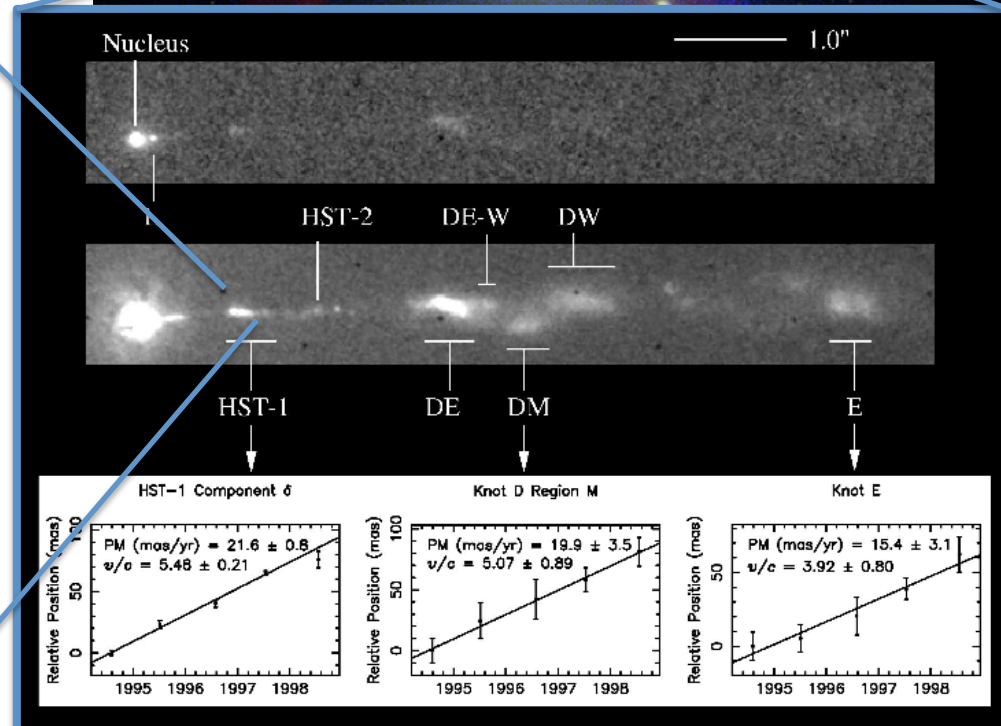 Nucleus
1.0"
HST-2 DE-W DW
HST-1 DE DM E
HST-1 Component δ
Relative Position (mas)
0 50 100
PM (mas/yr) = 21.6 ± 0.8
v/c = 5.48 ± 0.21
1995 1996 1997 1998
Knot D Region M
Relative Position (mas)
0 50 100
PM (mas/yr) = 19.9 ± 3.5
v/c = 5.07 ± 0.89
1995 1996 1997 1998
Knot E
Relative Position (mas)
0 50
PM (mas/yr) = 15.4 ± 3.1
v/c = 3.92 ± 0.80
1995 1996 1997 1998